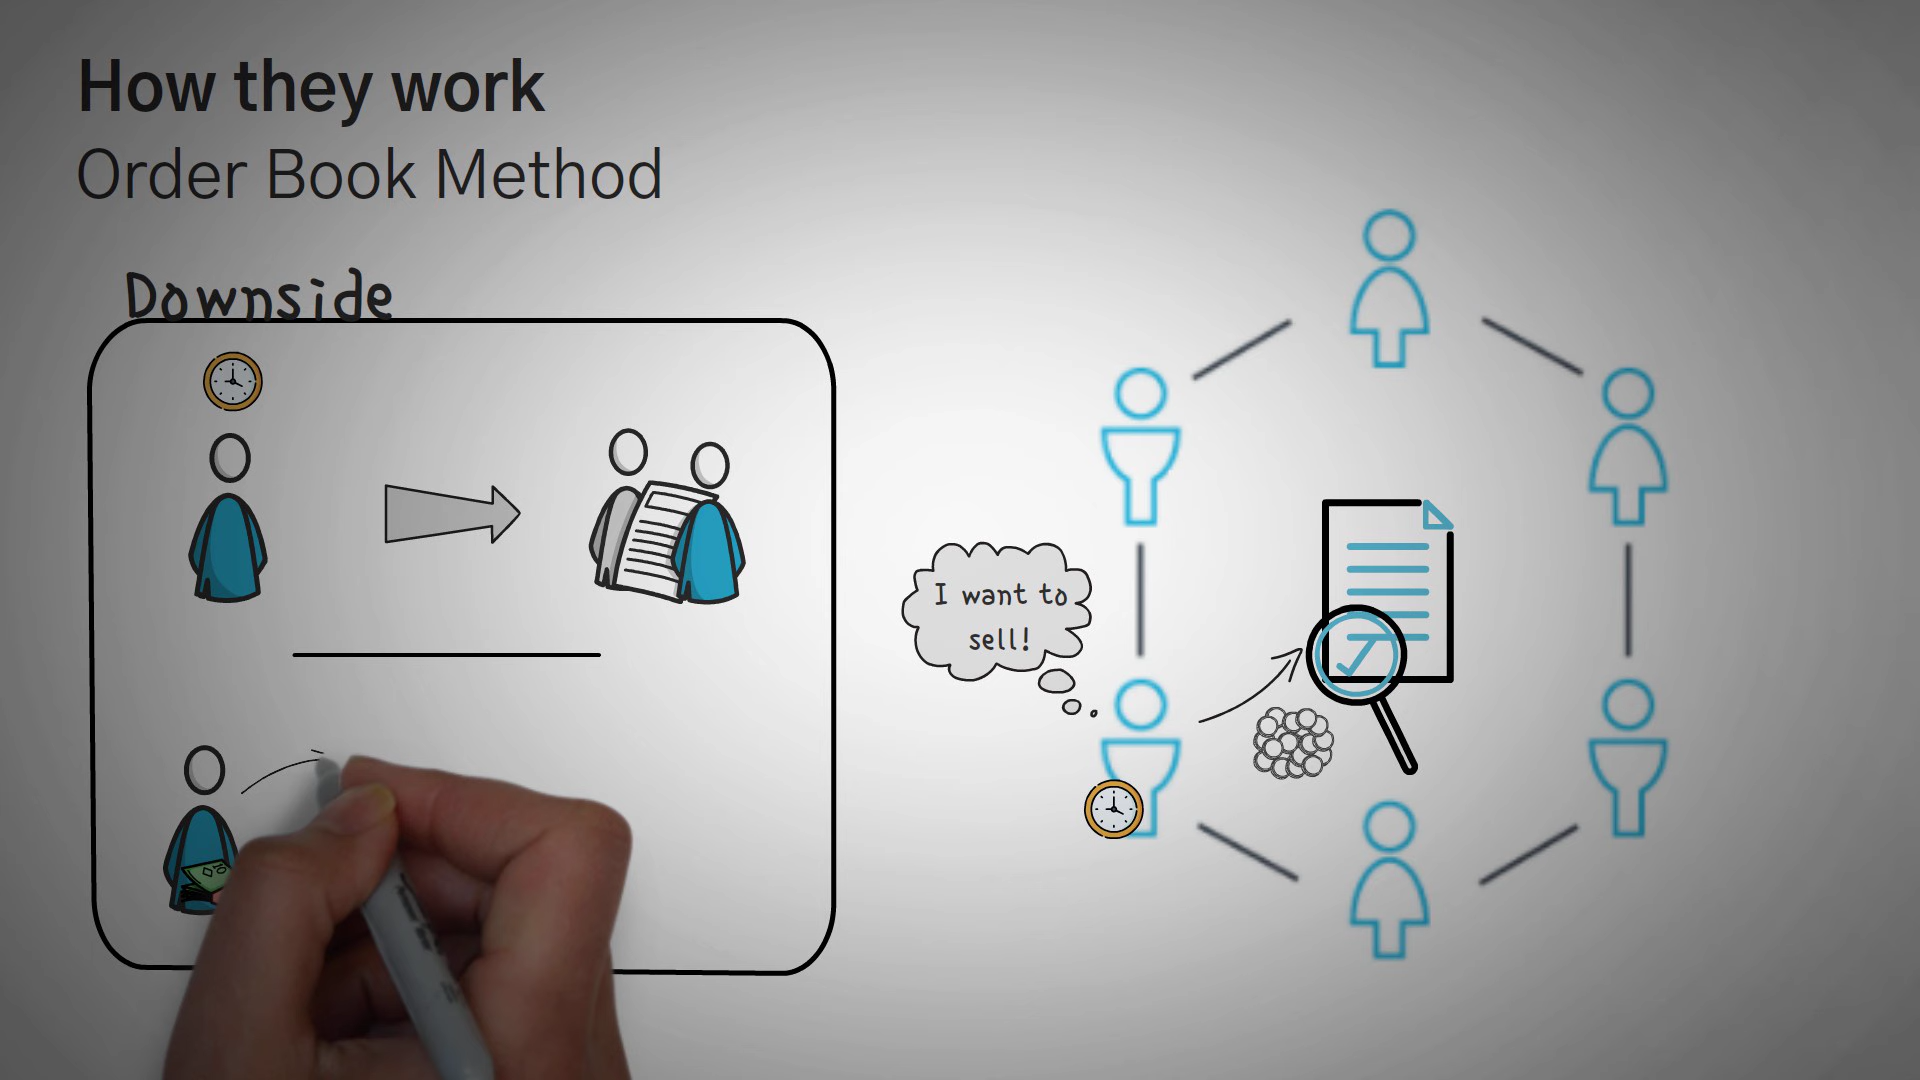 How they work
Order Book Method
Downside
I want to
sell!